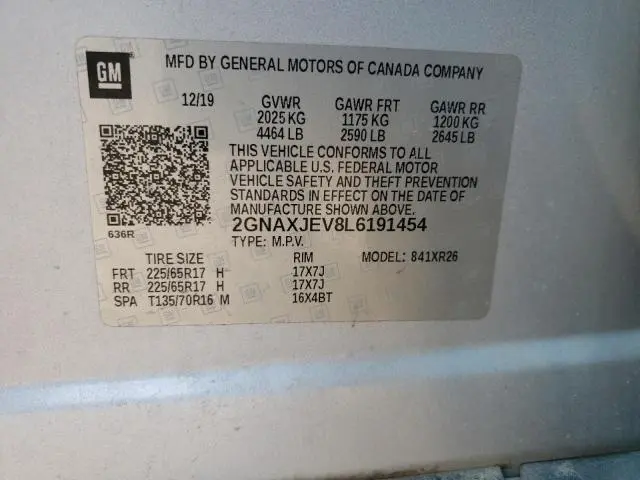 GM
MFD BY GENERAL MOTORS OF CANADA COMPANY
12/19 GVWR GAWR FRT GAWR RR
2025 KG 1175 KG 1200 KG
4464 LB 2590 LB 2645 LB
THIS VEHICLE CONFORMS TO ALL
APPLICABLE U.S. FEDERAL MOTOR
VEHICLE SAFETY AND THEFT PREVENTION
STANDARDS IN EFFECT ON THE DATE OF
MANUFACTURE SHOWN ABOVE.
636R 2GNAXJEV8L6191454
TYPE: M.P.V.
TIRE SIZE RIM MODEL: 841XR26
FRT 225/65R17 H 17X7J
RR 225/65R17 H 17X7J
SPA T135/70R16 M 16X4BT